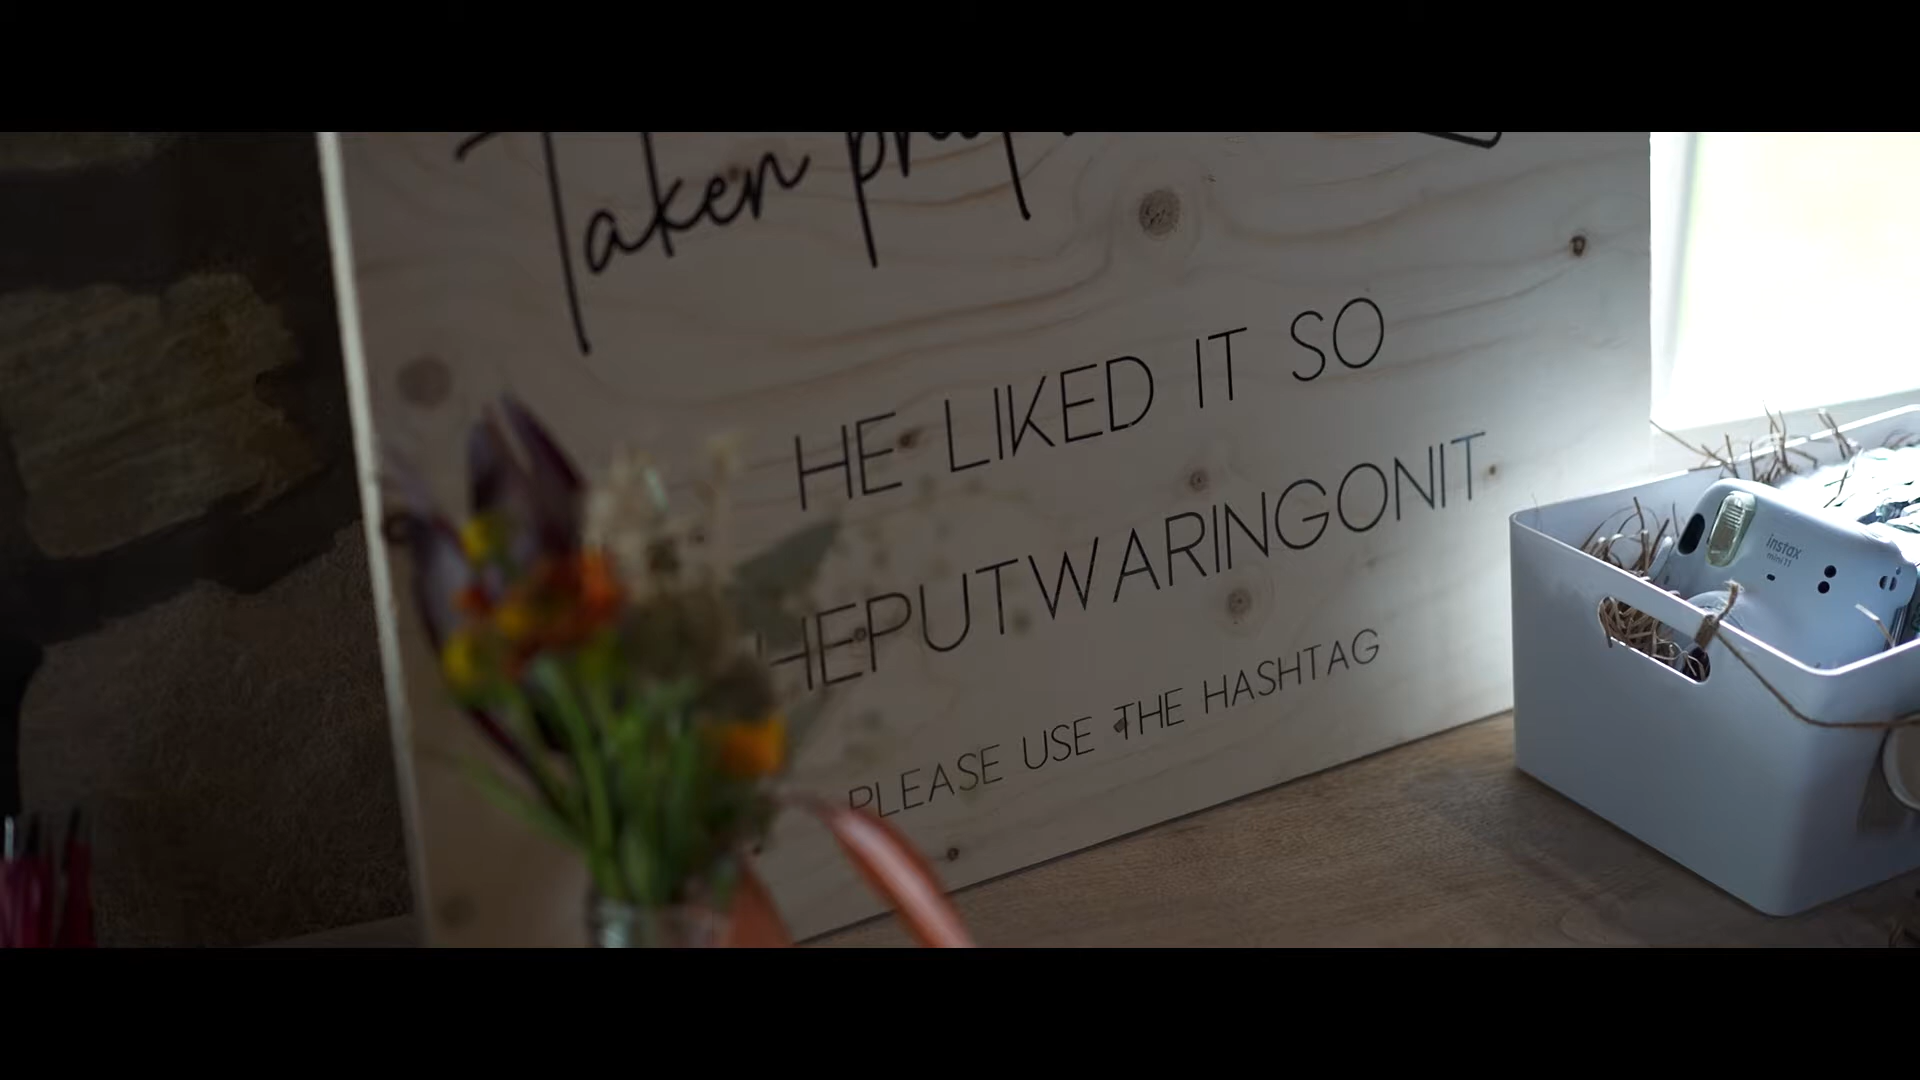 Taken
HE LIKED IT SO
HEPUTWARINGONIT
PLEASE USE THE HASHTAG
instax
mini 11